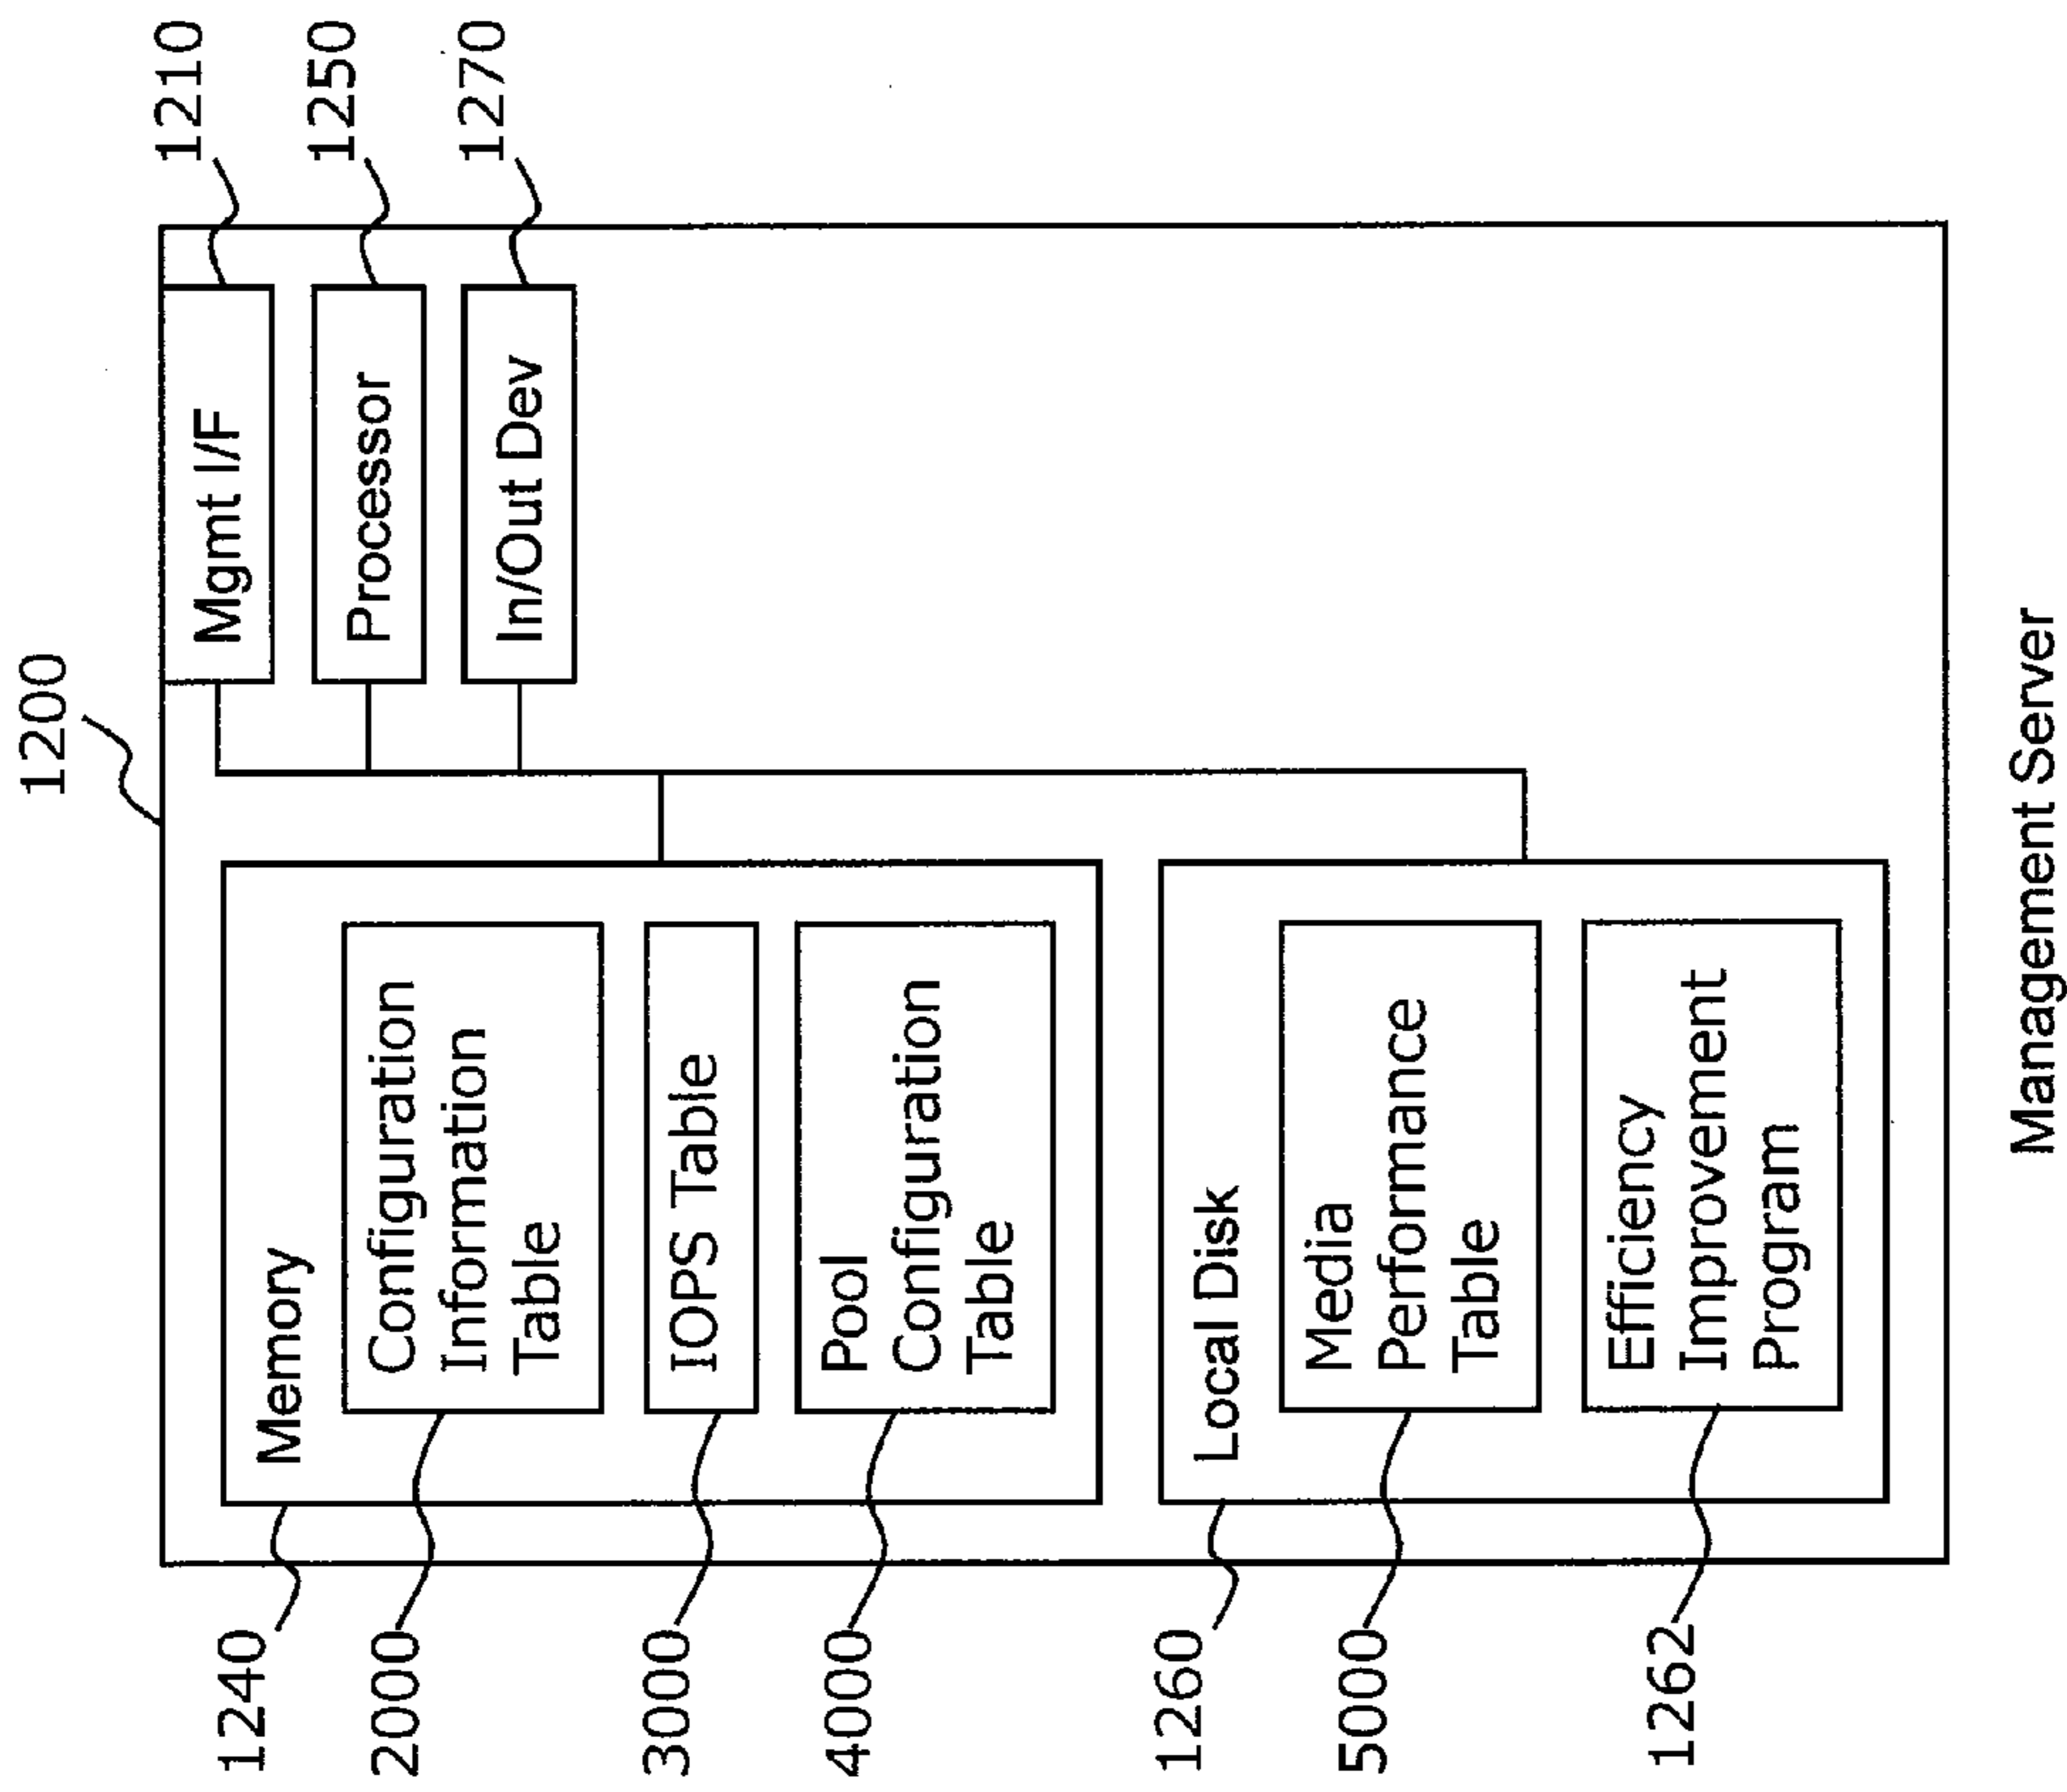 1200
1240
Memory
2000
Configuration
Information
Table
3000
IOPS Table
4000
Pool
Configuration
Table
1260
Local Disk
5000
Media
Performance
Table
1262
Efficiency
Improvement
Program
Mgmt I/F
1210
Processor
1250
In/Out Dev
1270
Management Server